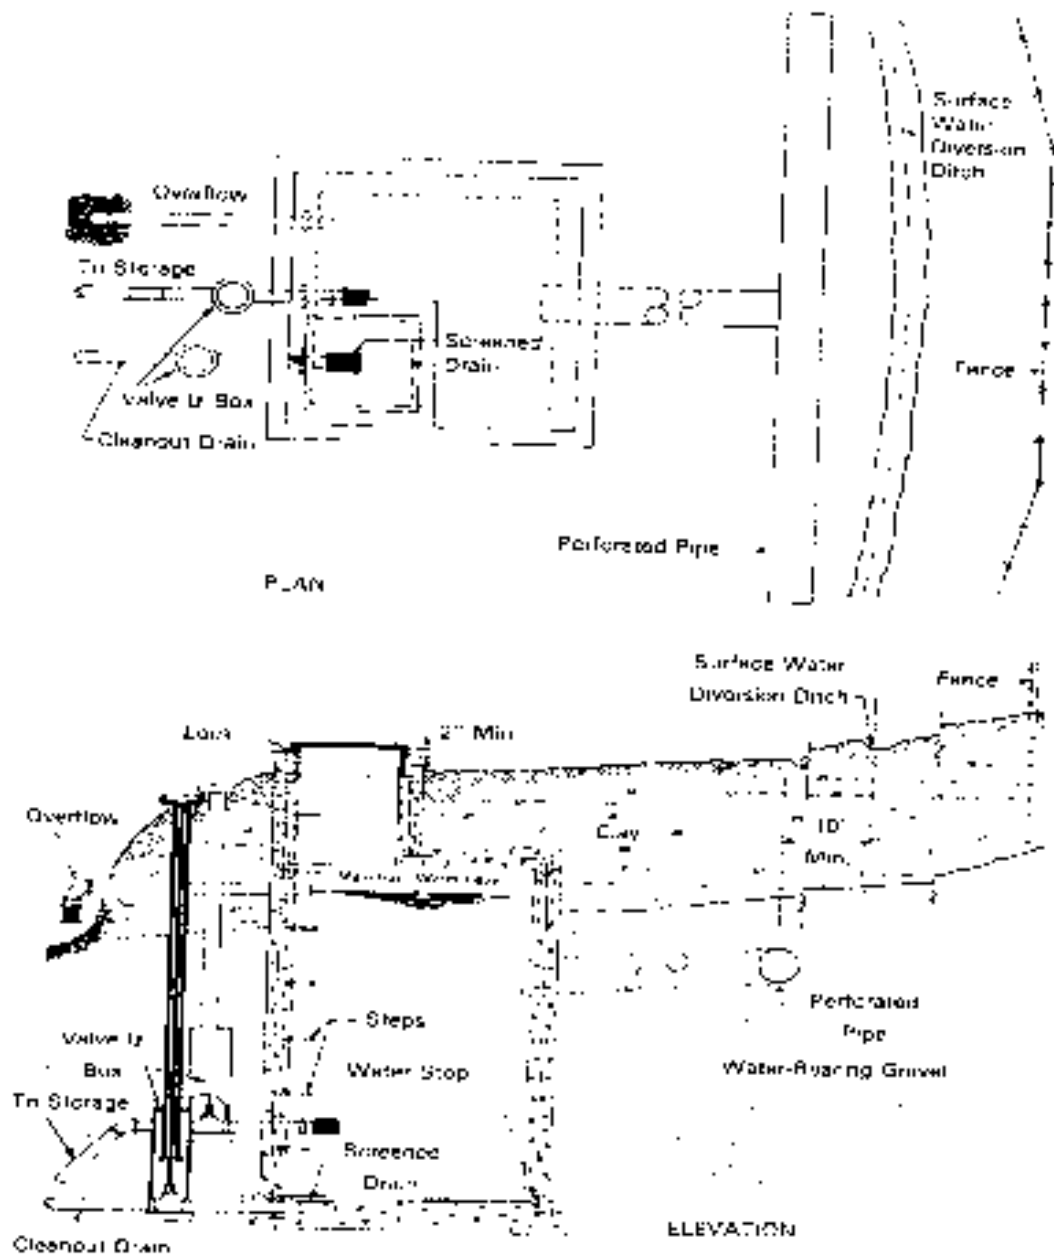 Surface
Water
Diversion
Ditch
Overflow
To Storage
Screened
Drain
Fence
Valve & Box
Cleanout Drain
Perforated Pipe
PLAN
Surface Water
Diversion Ditch
Fence
Lock
2" Min
Overflow
Clay
10'
Min.
Steps
Perforated
Pipe
Valve &
Box
Water Stop
Water-Bearing Gravel
To Storage
Screened
Drain
ELEVATION
Cleanout Drain